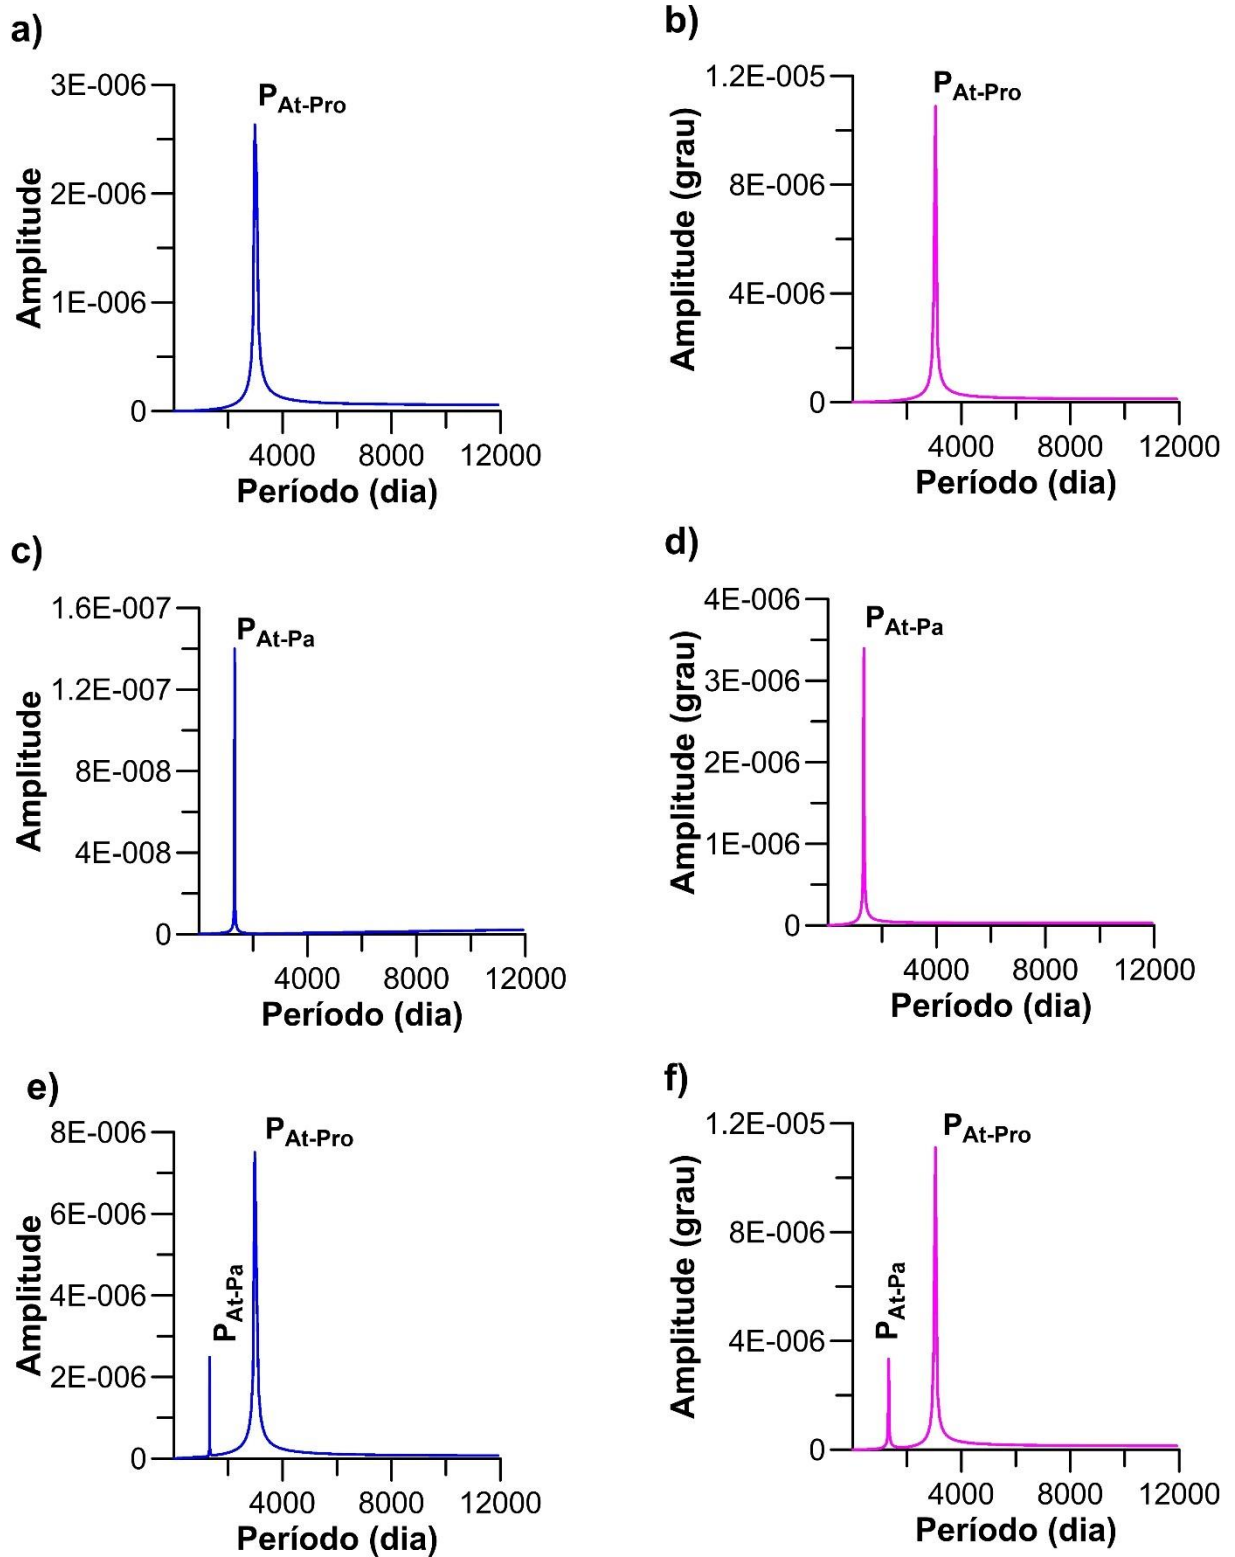 a)
P At-Pro
3E-006
2E-006
1E-006
0
Amplitude
4000 8000 12000
Período (dia)
b)
P At-Pro
1.2E-005
8E-006
4E-006
0
Amplitude (grau)
4000 8000 12000
Período (dia)
c)
1.6E-007
P At-Pa
1.2E-007
8E-008
4E-008
0
Amplitude
4000 8000 12000
Período (dia)
d)
4E-006
P At-Pa
3E-006
2E-006
1E-006
0
Amplitude (grau)
4000 8000 12000
Período (dia)
e)
8E-006
P At-Pro
6E-006
4E-006
P At-Pa
2E-006
0
Amplitude
4000 8000 12000
Período (dia)
f)
1.2E-005
P At-Pro
8E-006
P At-Pa
4E-006
0
Amplitude (grau)
4000 8000 12000
Período (dia)